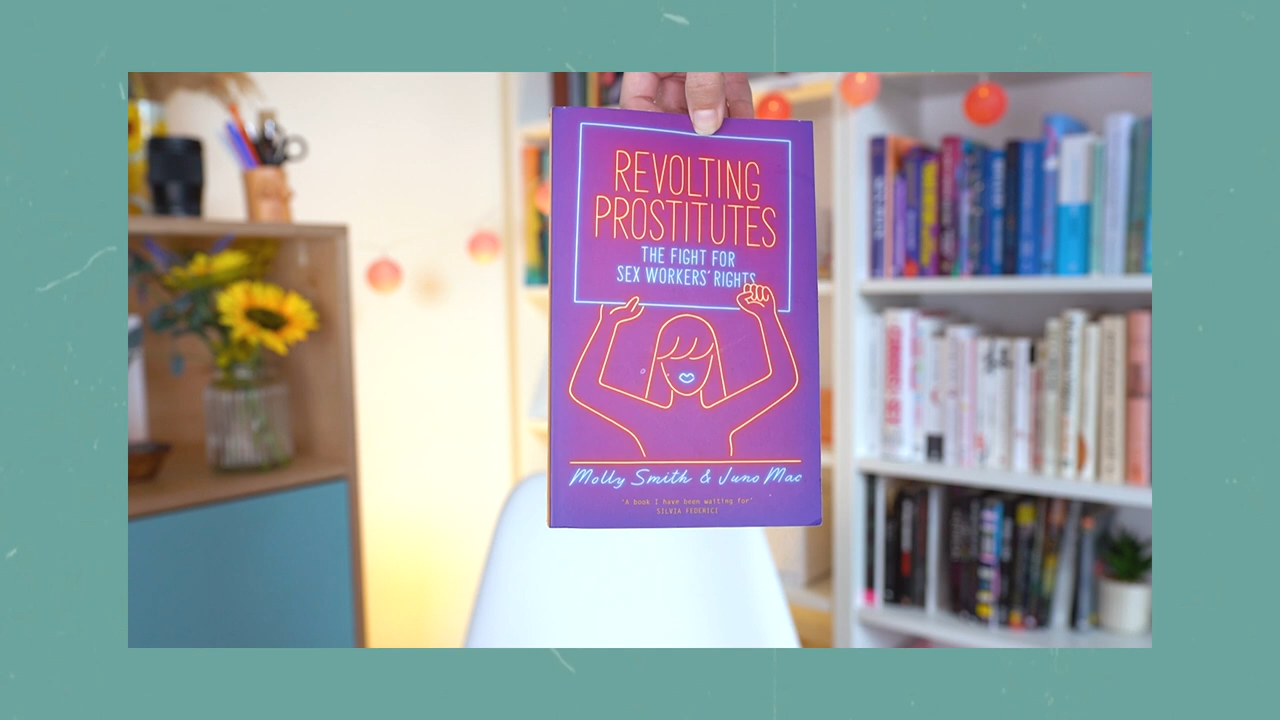 REVOLTING
PROSTITUTES
THE FIGHT FOR
SEX WORKERS' RIGHTS
Molly Smith & Juno Mac
'A book I have been waiting for'
SILVIA FEDERICI